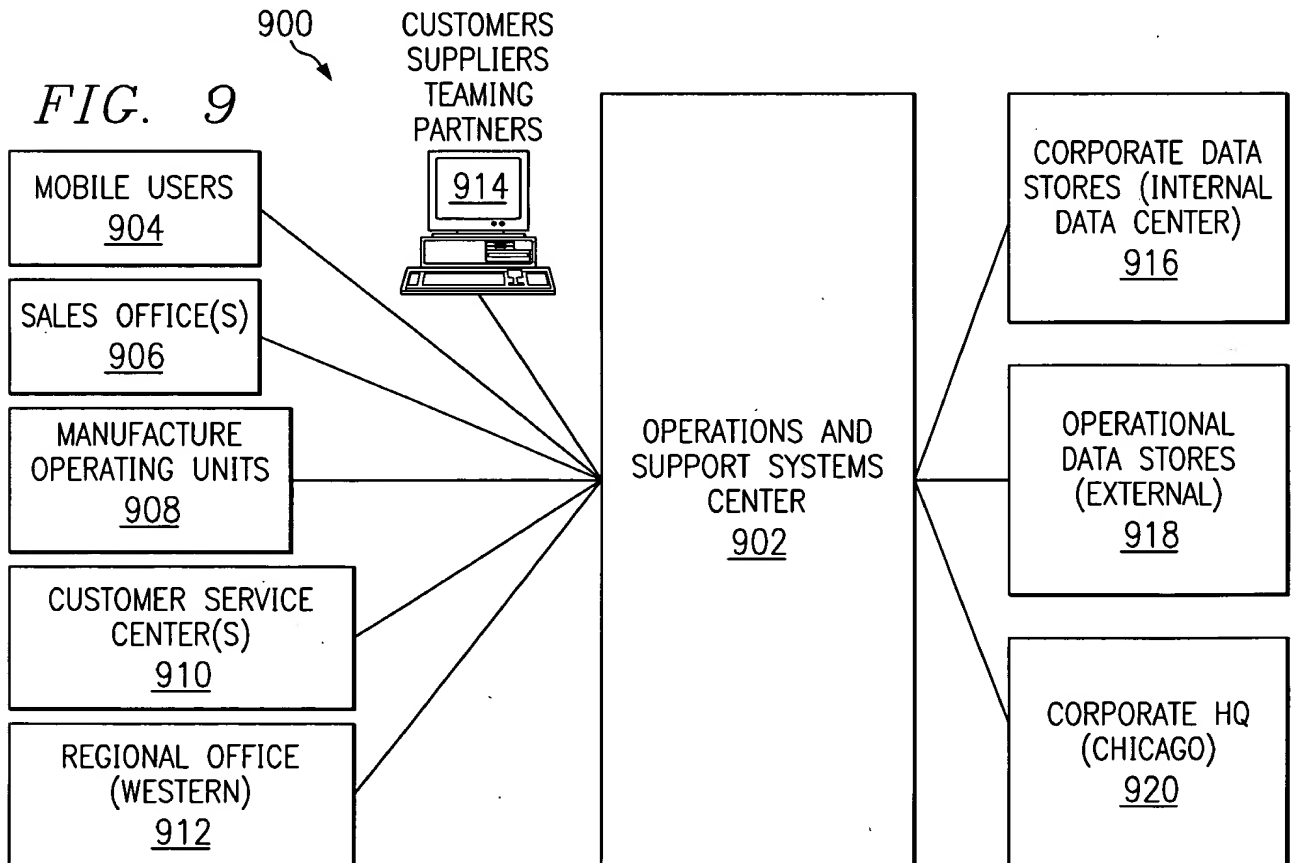 900
CUSTOMERS
SUPPLIERS
TEAMING
PARTNERS
FIG. 9
914
MOBILE USERS
904
SALES OFFICE(S)
906
MANUFACTURE
OPERATING UNITS
908
CUSTOMER SERVICE
CENTER(S)
910
REGIONAL OFFICE
(WESTERN)
912
OPERATIONS AND
SUPPORT SYSTEMS
CENTER
902
CORPORATE DATA
STORES (INTERNAL
DATA CENTER)
916
OPERATIONAL
DATA STORES
(EXTERNAL)
918
CORPORATE HQ
(CHICAGO)
920